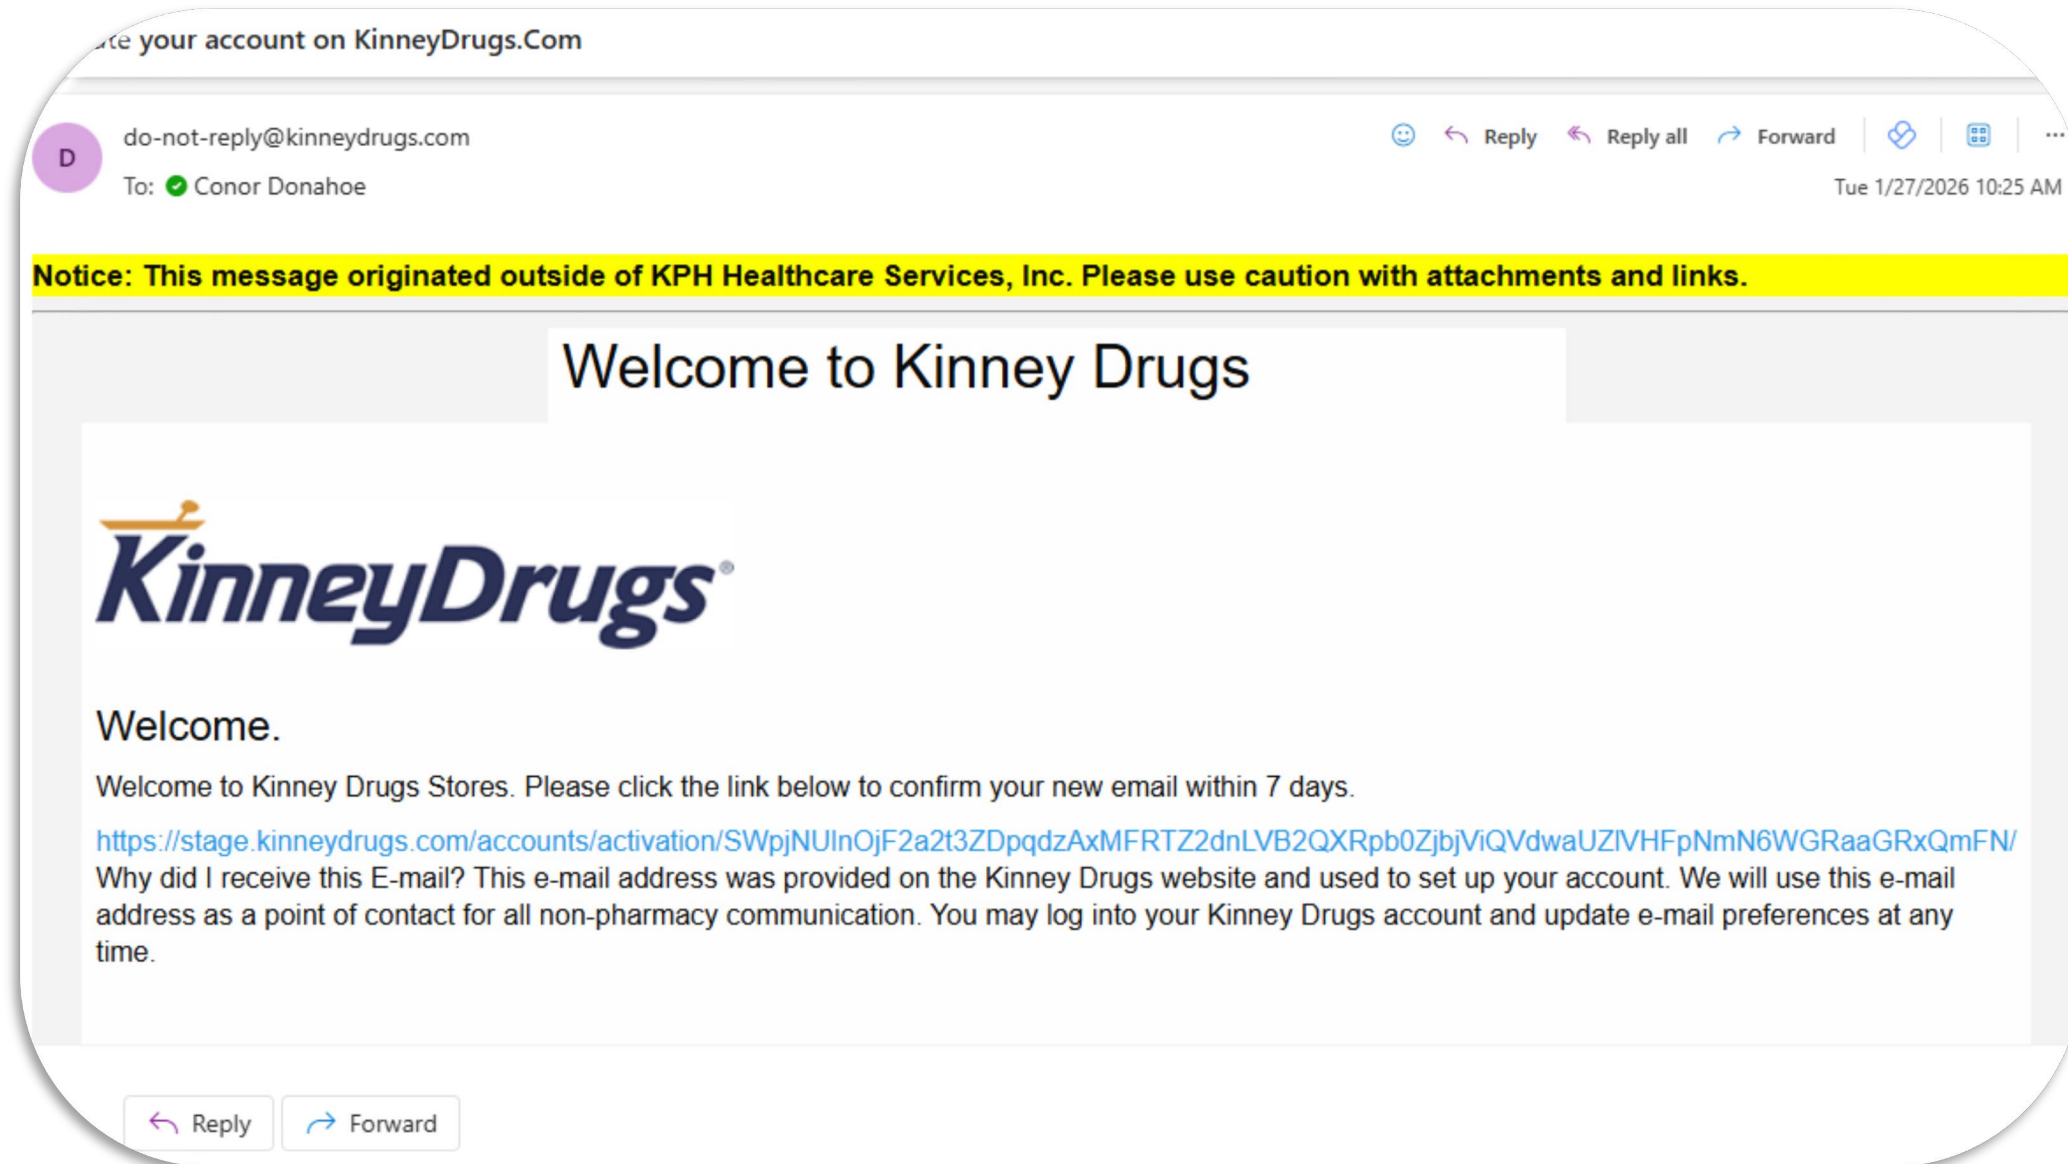 your account on KinneyDrugs.Com
D
do-not-reply@kinneydrugs.com
Reply
Reply all
Forward
To: Conor Donahoe
Tue 1/27/2026 10:25 AM
Notice: This message originated outside of KPH Healthcare Services, Inc. Please use caution with attachments and links.
Welcome to Kinney Drugs
KinneyDrugs®
Welcome.
Welcome to Kinney Drugs Stores. Please click the link below to confirm your new email within 7 days.
https://stage.kinneydrugs.com/accounts/activation/SWpjNUlnOjF2a2t3ZDpqdzAxMFRTZ2dnLVB2QXRpb0ZjbjViQVdwaUZlVHFpNmN6WGRaaGRxQmFN/
Why did I receive this E-mail? This e-mail address was provided on the Kinney Drugs website and used to set up your account. We will use this e-mail
address as a point of contact for all non-pharmacy communication. You may log into your Kinney Drugs account and update e-mail preferences at any
time.
Reply
Forward